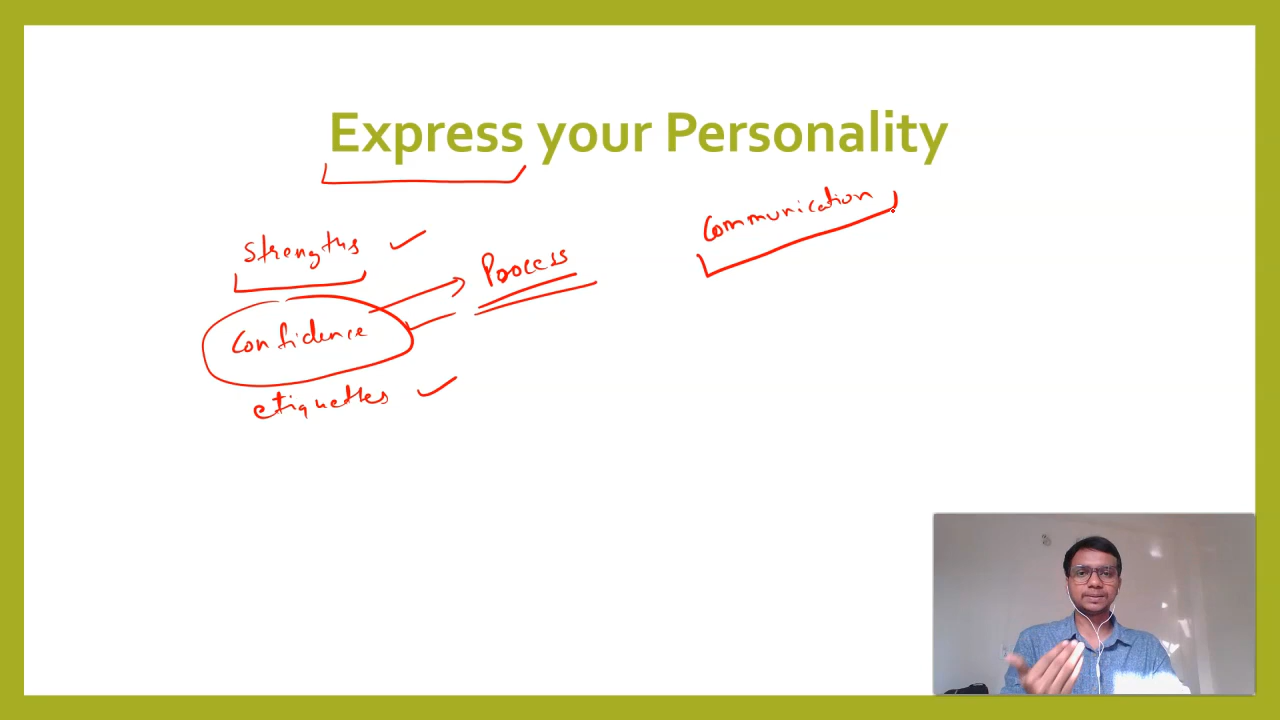 Express your Personality
Communication
Strengths
Process
Confidence
etiquettes